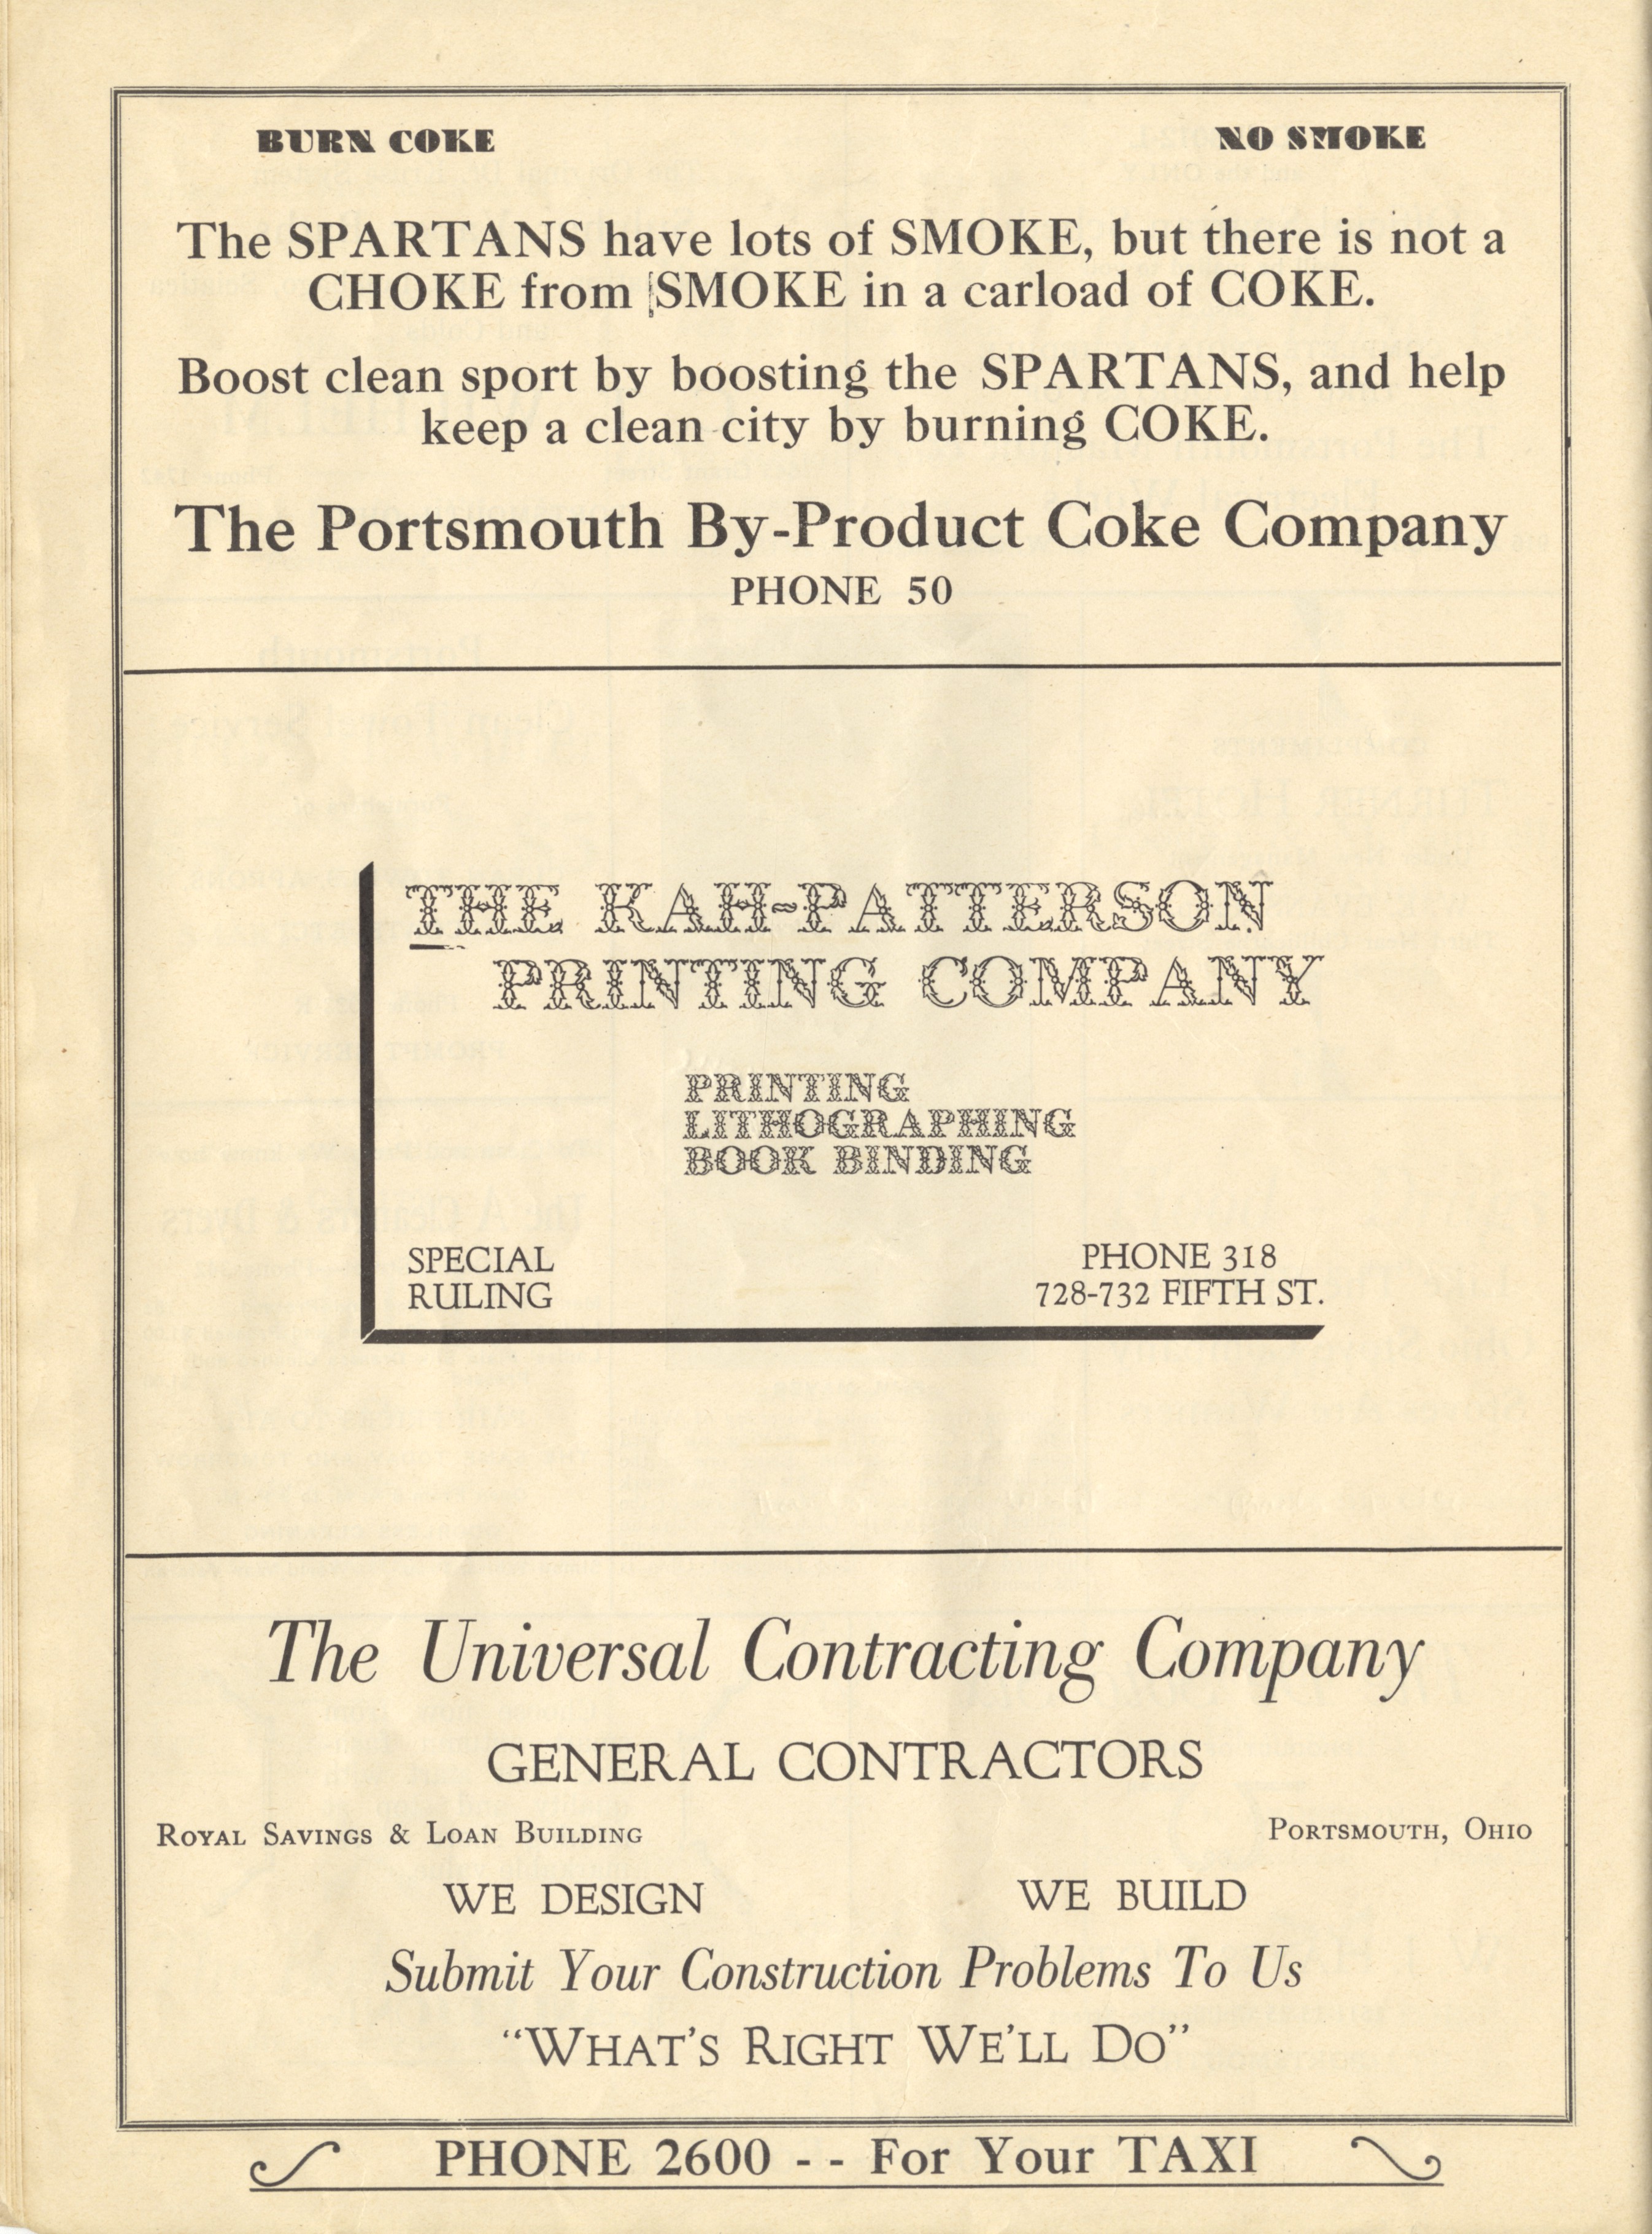 BURN COKE
NO SMOKE
The SPARTANS have lots of SMOKE, but there is not a
CHOKE from SMOKE in a carload of COKE.
Boost clean sport by boosting the SPARTANS, and help
keep a clean city by burning COKE.
The Portsmouth By-Product Coke Company
PHONE 50
THE KAH-PATTERSON
PRINTING COMPANY
PRINTING
LITHOGRAPHING
BOOK BINDING
SPECIAL
RULING
PHONE 318
728-732 FIFTH ST.
The Universal Contracting Company
GENERAL CONTRACTORS
ROYAL SAVINGS & LOAN BUILDING
PORTSMOUTH, OHIO
WE DESIGN
WE BUILD
Submit Your Construction Problems To Us
"WHAT'S RIGHT WE'LL DO"
PHONE 2600 - - For Your TAXI